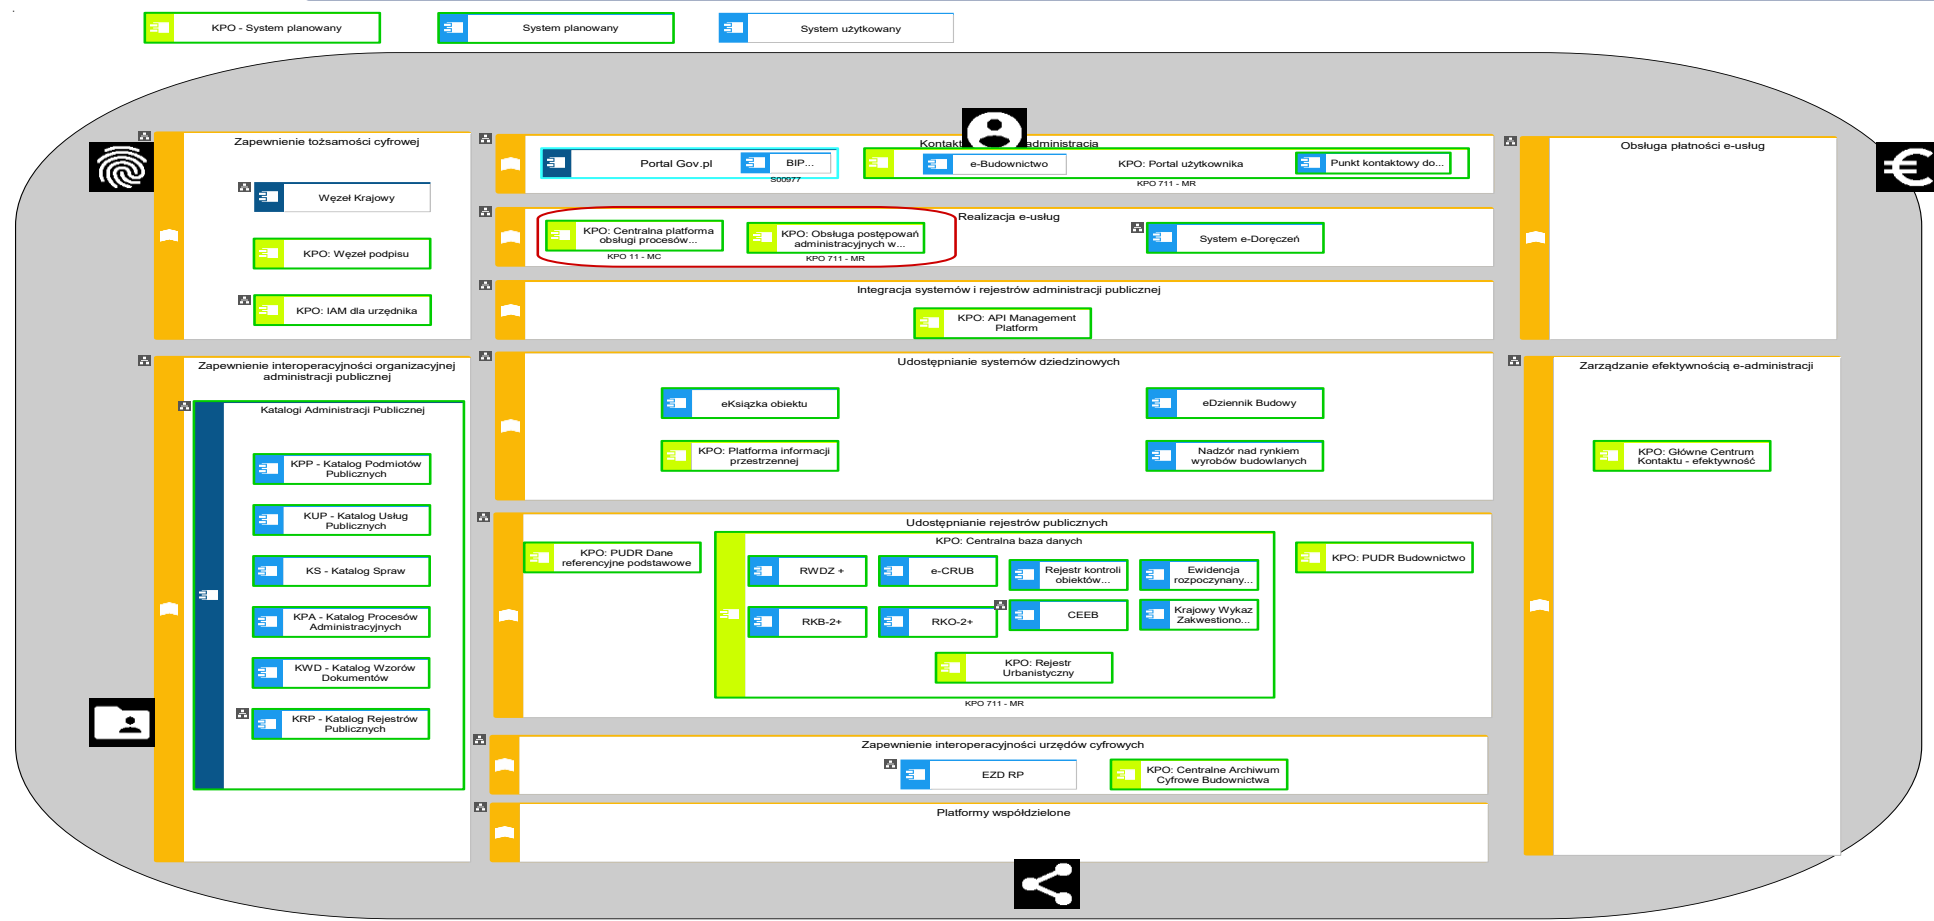 KPO - System planowany
System planowany
System użytkowany
Zapewnienie tożsamości cyfrowej
Węzeł Krajowy
KPO: Węzeł podpisu
KPO: IAM dla urzędnika
Kontakt administracja
Portal Gov.pl
BIP...
S00977
e-Budownictwo
KPO: Portal użytkownika
Punkt kontaktowy do...
KPO 711 - MR
Realizacja e-usług
KPO: Centralna platforma
obsługi procesów...
KPO 11 - MC
KPO: Obsługa postępowań
administracyjnych w...
KPO 711 - MR
System e-Doręczeń
Integracja systemów i rejestrów administracji publicznej
KPO: API Management
Platform
Obsługa płatności e-usług
Zapewnienie interoperacyjności organizacyjnej
administracji publicznej
Katalogi Administracji Publicznej
KPP - Katalog Podmiotów
Publicznych
KUP - Katalog Usług
Publicznych
KS - Katalog Spraw
KPA - Katalog Procesów
Administracyjnych
KWD - Katalog Wzorów
Dokumentów
KRP - Katalog Rejestrów
Publicznych
Udostępnianie systemów dziedzinowych
eKsiązka obiektu
eDziennik Budowy
KPO: Platforma informacji
przestrzennej
Nadzór nad rynkiem
wyrobów budowlanych
Udostępnianie rejestrów publicznych
KPO: PUDR Dane
referencyjne podstawowe
KPO: Centralna baza danych
RWDZ +
e-CRUB
Rejestr kontroli
obiektów...
Ewidencja
rozpoczynany...
RKB-2+
RKO-2+
CEEB
Krajowy Wykaz
Zakwestiono...
KPO: Rejestr
Urbanistyczny
KPO 711 - MR
KPO: PUDR Budownictwo
Zapewnienie interoperacyjności urzędów cyfrowych
EZD RP
KPO: Centralne Archiwum
Cyfrowe Budownictwa
Platformy współdzielone
Zarządzanie efektywnością e-administracji
KPO: Główne Centrum
Kontaktu - efektywność